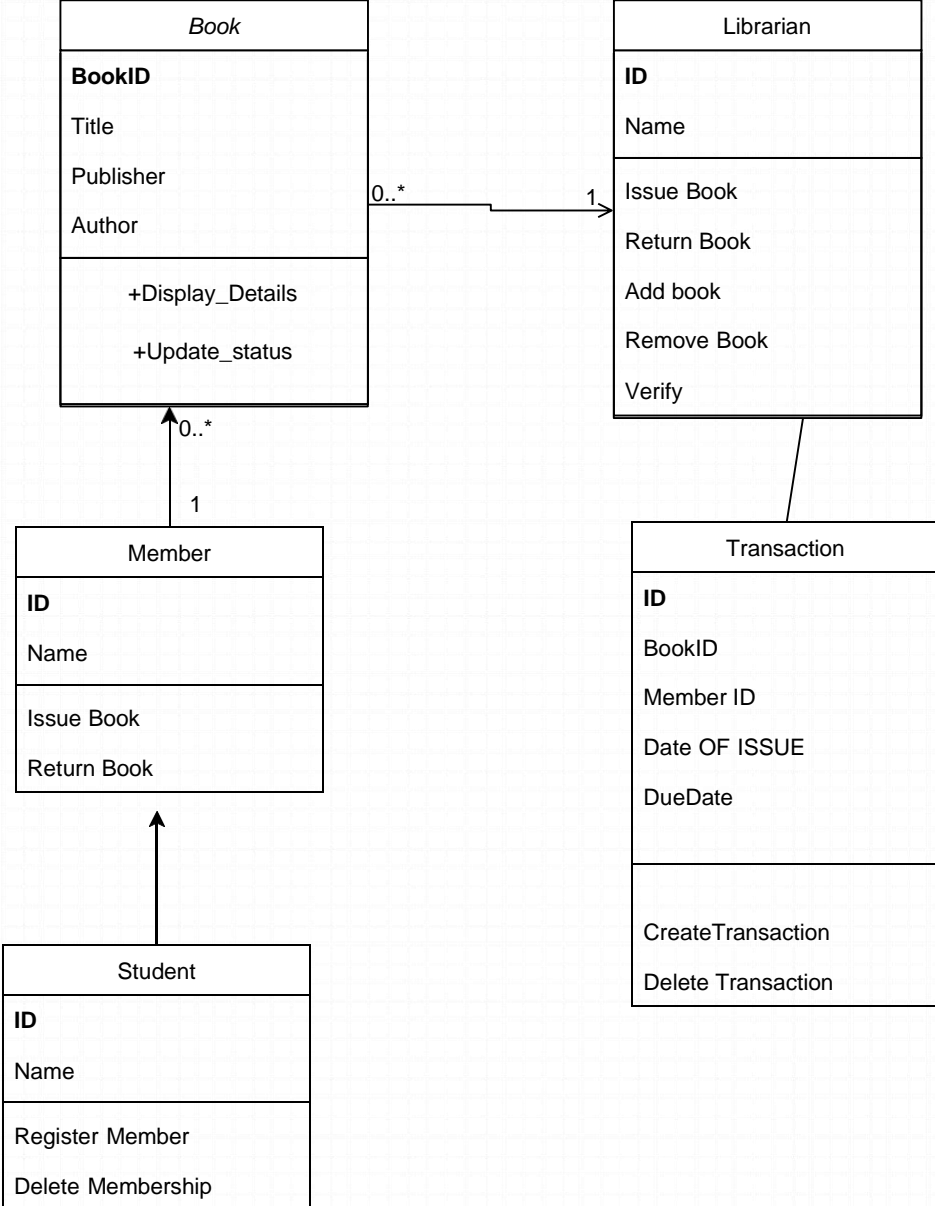 Book
BookID
Title
Publisher
Author
+Display_Details
+Update_status
0..*
1
Librarian
ID
Name
Issue Book
Return Book
Add book
Remove Book
Verify
0..*
1
Member
ID
Name
Issue Book
Return Book
Transaction
ID
BookID
Member ID
Date OF ISSUE
DueDate
CreateTransaction
Delete Transaction
Student
ID
Name
Register Member
Delete Membership